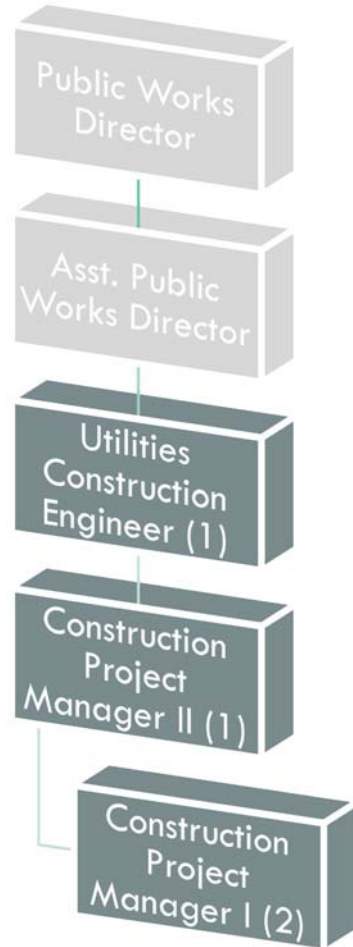 Public Works
Director
Asst. Public
Works Director
Utilities
Construction
Engineer (1)
Construction
Project
Manager II (1)
Construction
Project
Manager I (2)